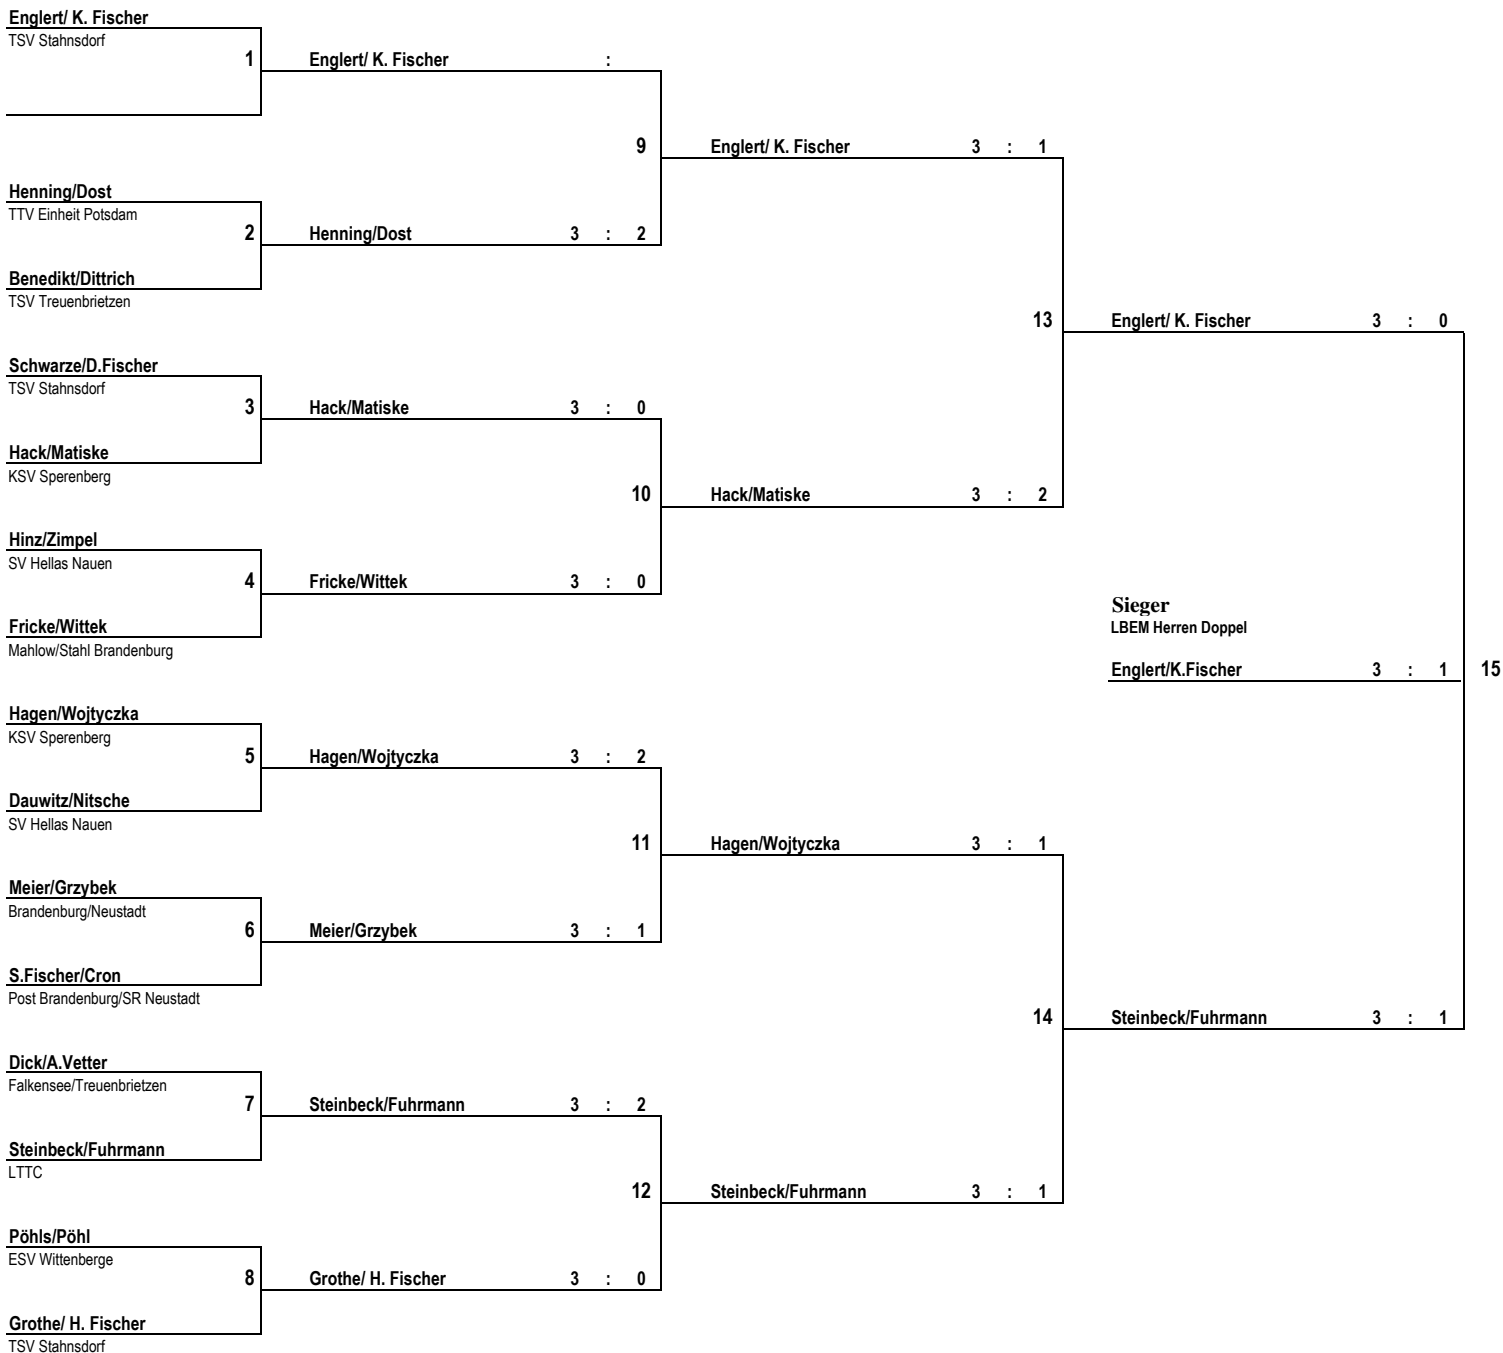 Englert/ K. Fischer
TSV Stahnsdorf
1 Englert/ K. Fischer :
9 Englert/ K. Fischer 3 : 1
Henning/Dost
TTV Einheit Potsdam
2 Henning/Dost 3 : 2
Benedikt/Dittrich
TSV Treuenbrietzen
13 Englert/ K. Fischer 3 : 0
Schwarze/D.Fischer
TSV Stahnsdorf
3 Hack/Matiske 3 : 0
Hack/Matiske
KSV Sperenberg
10 Hack/Matiske 3 : 2
Hinz/Zimpel
SV Hellas Nauen
4 Fricke/Wittek 3 : 0
Sieger
Fricke/Wittek
LBEM Herren Doppel
Mahlow/Stahl Brandenburg
Englert/K.Fischer 3 : 1 15
Hagen/Wojtyczka
KSV Sperenberg
5 Hagen/Wojtyczka 3 : 2
Dauwitz/Nitsche
SV Hellas Nauen
11 Hagen/Wojtyczka 3 : 1
Meier/Grzybek
Brandenburg/Neustadt
6 Meier/Grzybek 3 : 1
S.Fischer/Cron
Post Brandenburg/SR Neustadt
14 Steinbeck/Fuhrmann 3 : 1
Dick/A.Vetter
Falkensee/Treuenbrietzen
7 Steinbeck/Fuhrmann 3 : 2
Steinbeck/Fuhrmann
LTTC
12 Steinbeck/Fuhrmann 3 : 1
Pöhls/Pöhl
ESV Wittenberge
8 Grothe/ H. Fischer 3 : 0
Grothe/ H. Fischer
TSV Stahnsdorf